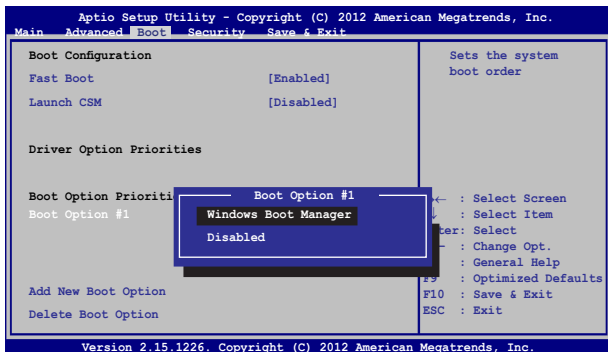 Aptio Setup Utility - Copyright (C) 2012 American Megatrends, Inc.
Main Advanced Boot Security Save & Exit
Boot Configuration
Fast Boot [Enabled]
Launch CSM [Disabled]
Driver Option Priorities
Boot Option Prioriti
Boot Option #1
Add New Boot Option
Delete Boot Option
Boot Option #1
Windows Boot Manager
Disabled
Sets the system
boot order
→← : Select Screen
: Select Item
ter: Select
: Change Opt.
: General Help
F9 : Optimized Defaults
F10 : Save & Exit
ESC : Exit
Version 2.15.1226. Copyright (C) 2012 American Megatrends, Inc.